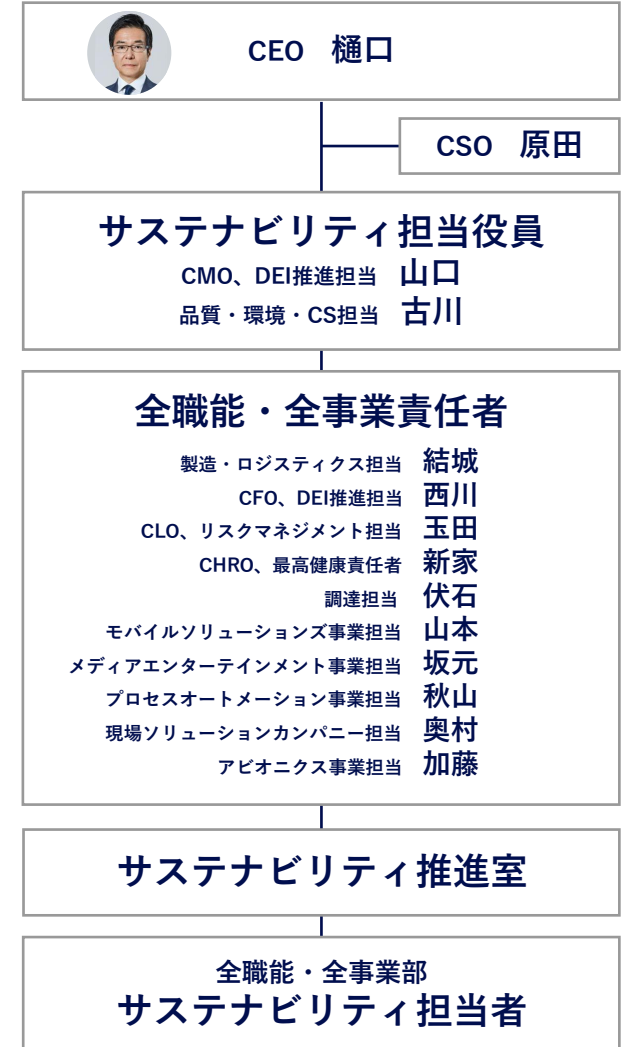 CEO 樋口
CSO 原田
サステナビリティ担当役員
CMO、DEI推進担当 山口
品質・環境・CS担当 古川
全職能・全事業責任者
製造・ロジスティクス担当 結城
CFO、DEI推進担当 西川
CLO、リスクマネジメント担当 玉田
CHRO、最高健康責任者 新家
調達担当 伏石
モバイルソリューションズ事業担当 山本
メディアエンターテインメント事業担当 坂元
プロセスオートメーション事業担当 秋山
現場ソリューションカンパニー担当 奥村
アビオニクス事業担当 加藤
サステナビリティ推進室
全職能・全事業部
サステナビリティ担当者